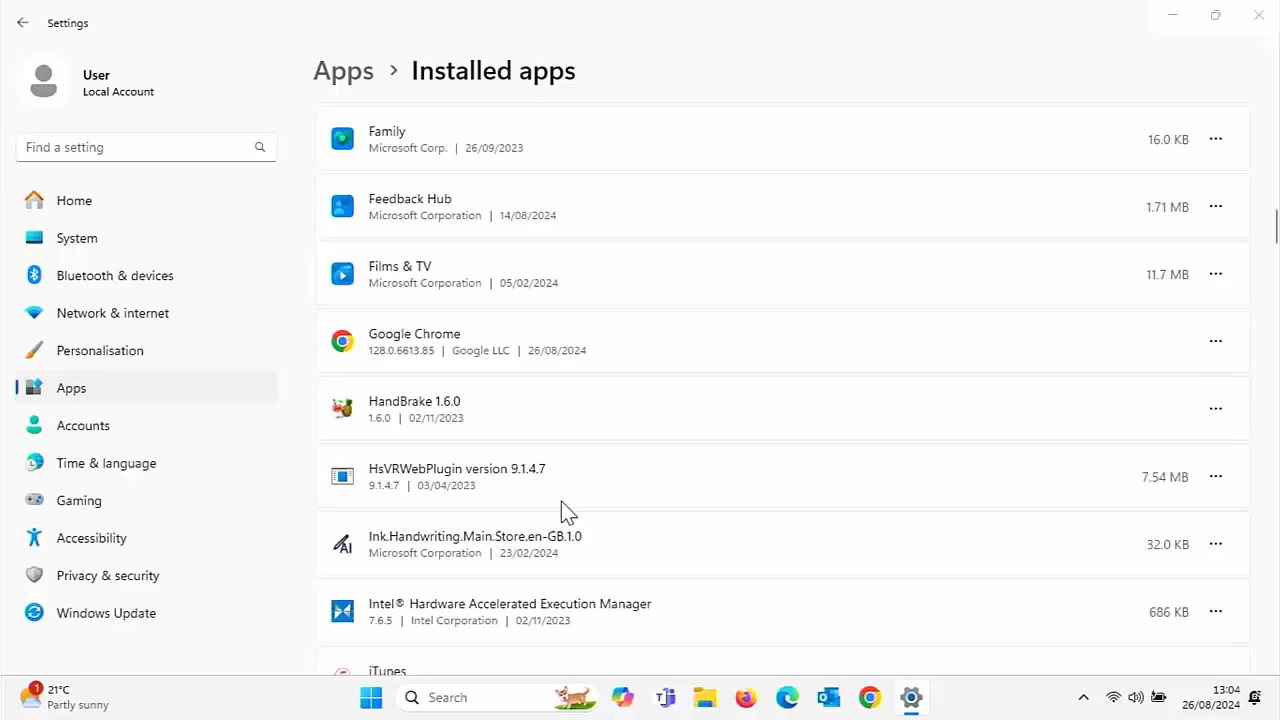 Settings
User
Local Account
Find a setting
Home
System
Bluetooth & devices
Network & internet
Personalisation
Apps
Accounts
Time & language
Gaming
Accessibility
Privacy & security
Windows Update
Apps > Installed apps
Family
Microsoft Corp. | 26/09/2023
16.0 KB
Feedback Hub
Microsoft Corporation | 14/08/2024
1.71 MB
Films & TV
Microsoft Corporation | 05/02/2024
11.7 MB
Google Chrome
128.0.6613.85 | Google LLC | 26/08/2024
HandBrake 1.6.0
1.6.0 | 02/11/2023
HsVRWebPlugin version 9.1.4.7
9.1.4.7 | 03/04/2023
7.54 MB
Ink.Handwriting.Main.Store.en-GB.1.0
Microsoft Corporation | 23/02/2024
32.0 KB
Intel® Hardware Accelerated Execution Manager
7.6.5 | Intel Corporation | 02/11/2023
686 KB
iTunes
1
21°C
Partly sunny
Search
13:04
26/08/2024